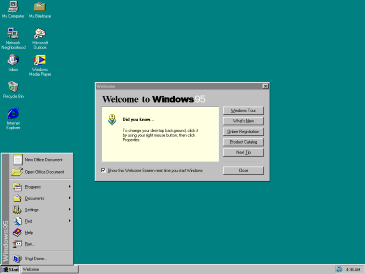 My Computer
My Briefcase
Network
Neighborhood
Microsoft
Outlook
Inbox
Windows
Media Player
Recycle Bin
Internet
Explorer
Welcome
Welcome to Windows95
Did you know...
To change your desktop background, click it
by using your right mouse button, then click
Properties.
Windows Tour
What's New
Online Registration
Product Catalog
Next Tip
Show this Welcome Screen next time you start Windows
Close
New Office Document
Open Office Document
Programs
Documents
Settings
Find
Help
Run...
Shut Down...
Windows95
Start
Welcome
4:36 AM